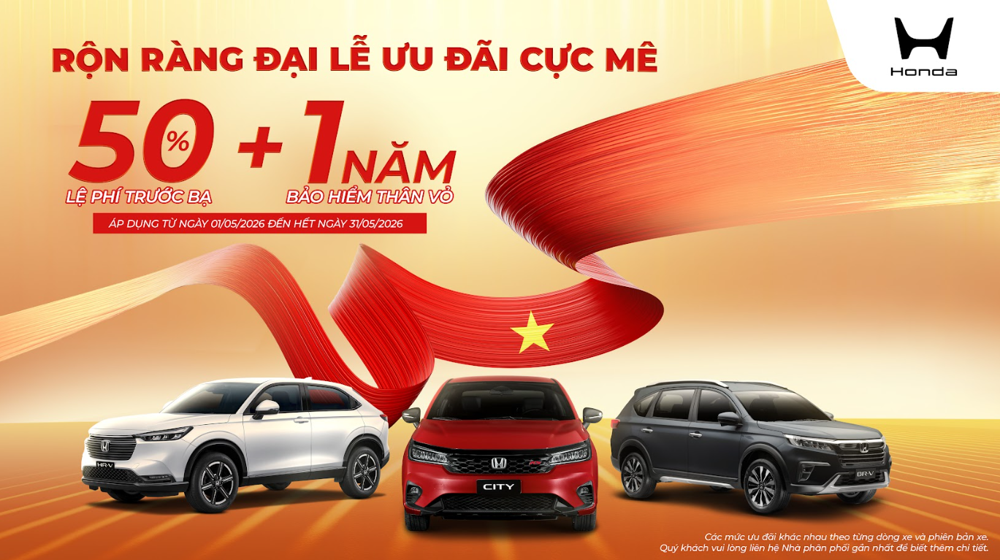 Honda
RỘN RÀNG ĐẠI LỄ ƯU ĐÃI CỰC MÊ
50% + 1 NĂM
LỆ PHÍ TRƯỚC BẠ BẢO HIỂM THÂN VỎ
ÁP DỤNG TỪ NGÀY 01/05/2026 ĐẾN HẾT NGÀY 31/05/2026
HR-V
RS
CITY
BR-V
Các mức ưu đãi khác nhau theo từng dòng xe và phiên bản xe.
Quý khách vui lòng liên hệ Nhà phân phối gần nhất để biết thêm chi tiết.